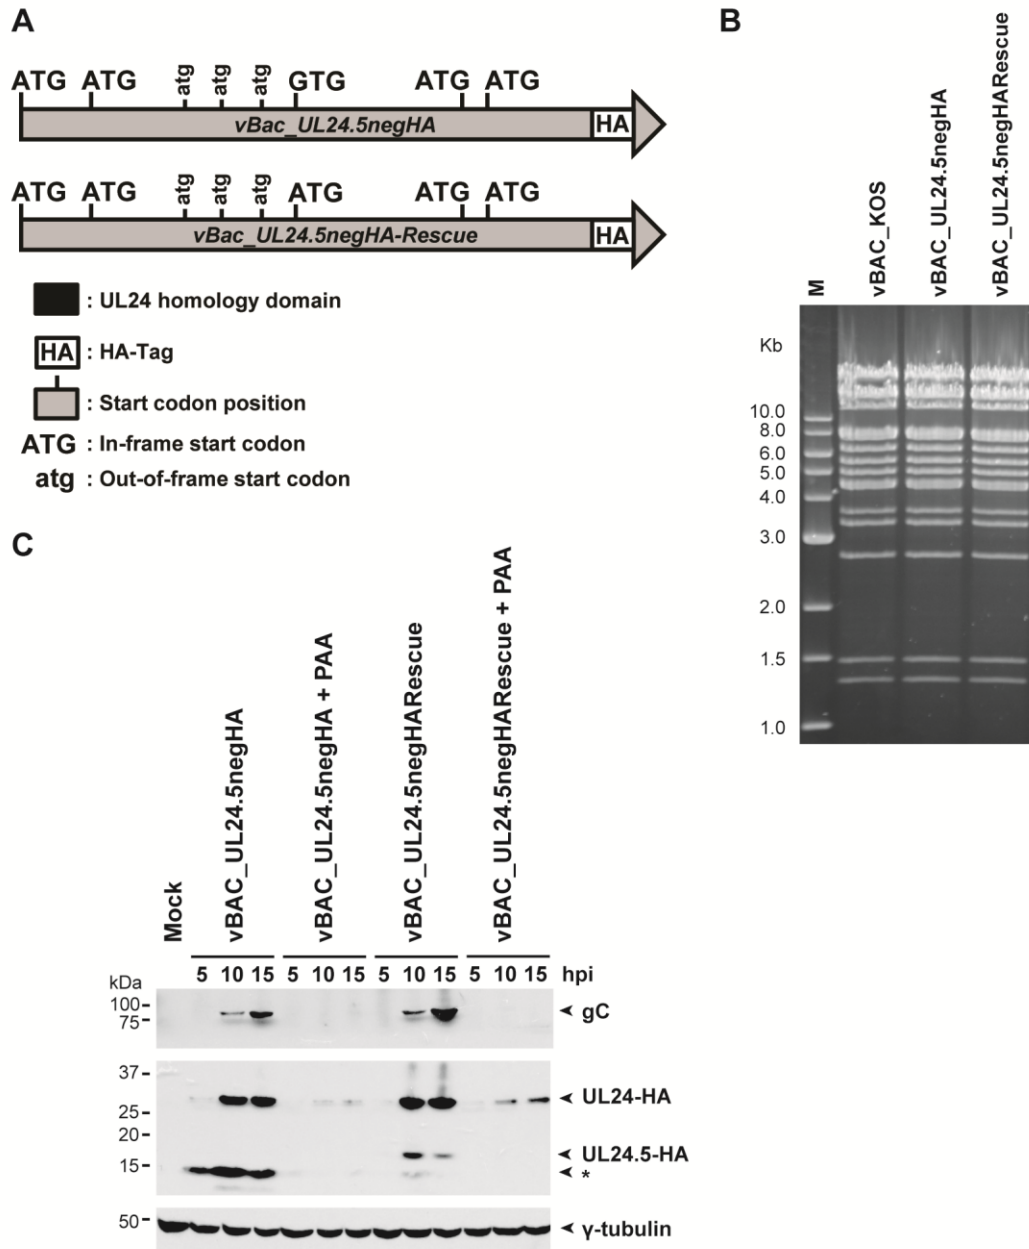 A
ATG ATG atg atg atg GTG ATG ATG
vBac_UL24.5negHA HA
ATG ATG atg atg atg ATG ATG ATG
vBac_UL24.5negHA-Rescue HA
: UL24 homology domain
HA : HA-Tag
: Start codon position
ATG : In-frame start codon
atg : Out-of-frame start codon
B
M
vBAC_KOS
vBAC_UL24.5negHA
vBAC_UL24.5negHARescue
Kb
10.0
8.0
6.0
5.0
4.0
3.0
2.0
1.5
1.0
C
Mock
vBAC_UL24.5negHA
vBAC_UL24.5negHA + PAA
vBAC_UL24.5negHARescue
vBAC_UL24.5negHARescue + PAA
5 10 15 5 10 15 5 10 15 5 10 15 hpi
kDa
100
75
gC
37
25
20
15
UL24-HA
UL24.5-HA
*
50
γ-tubulin